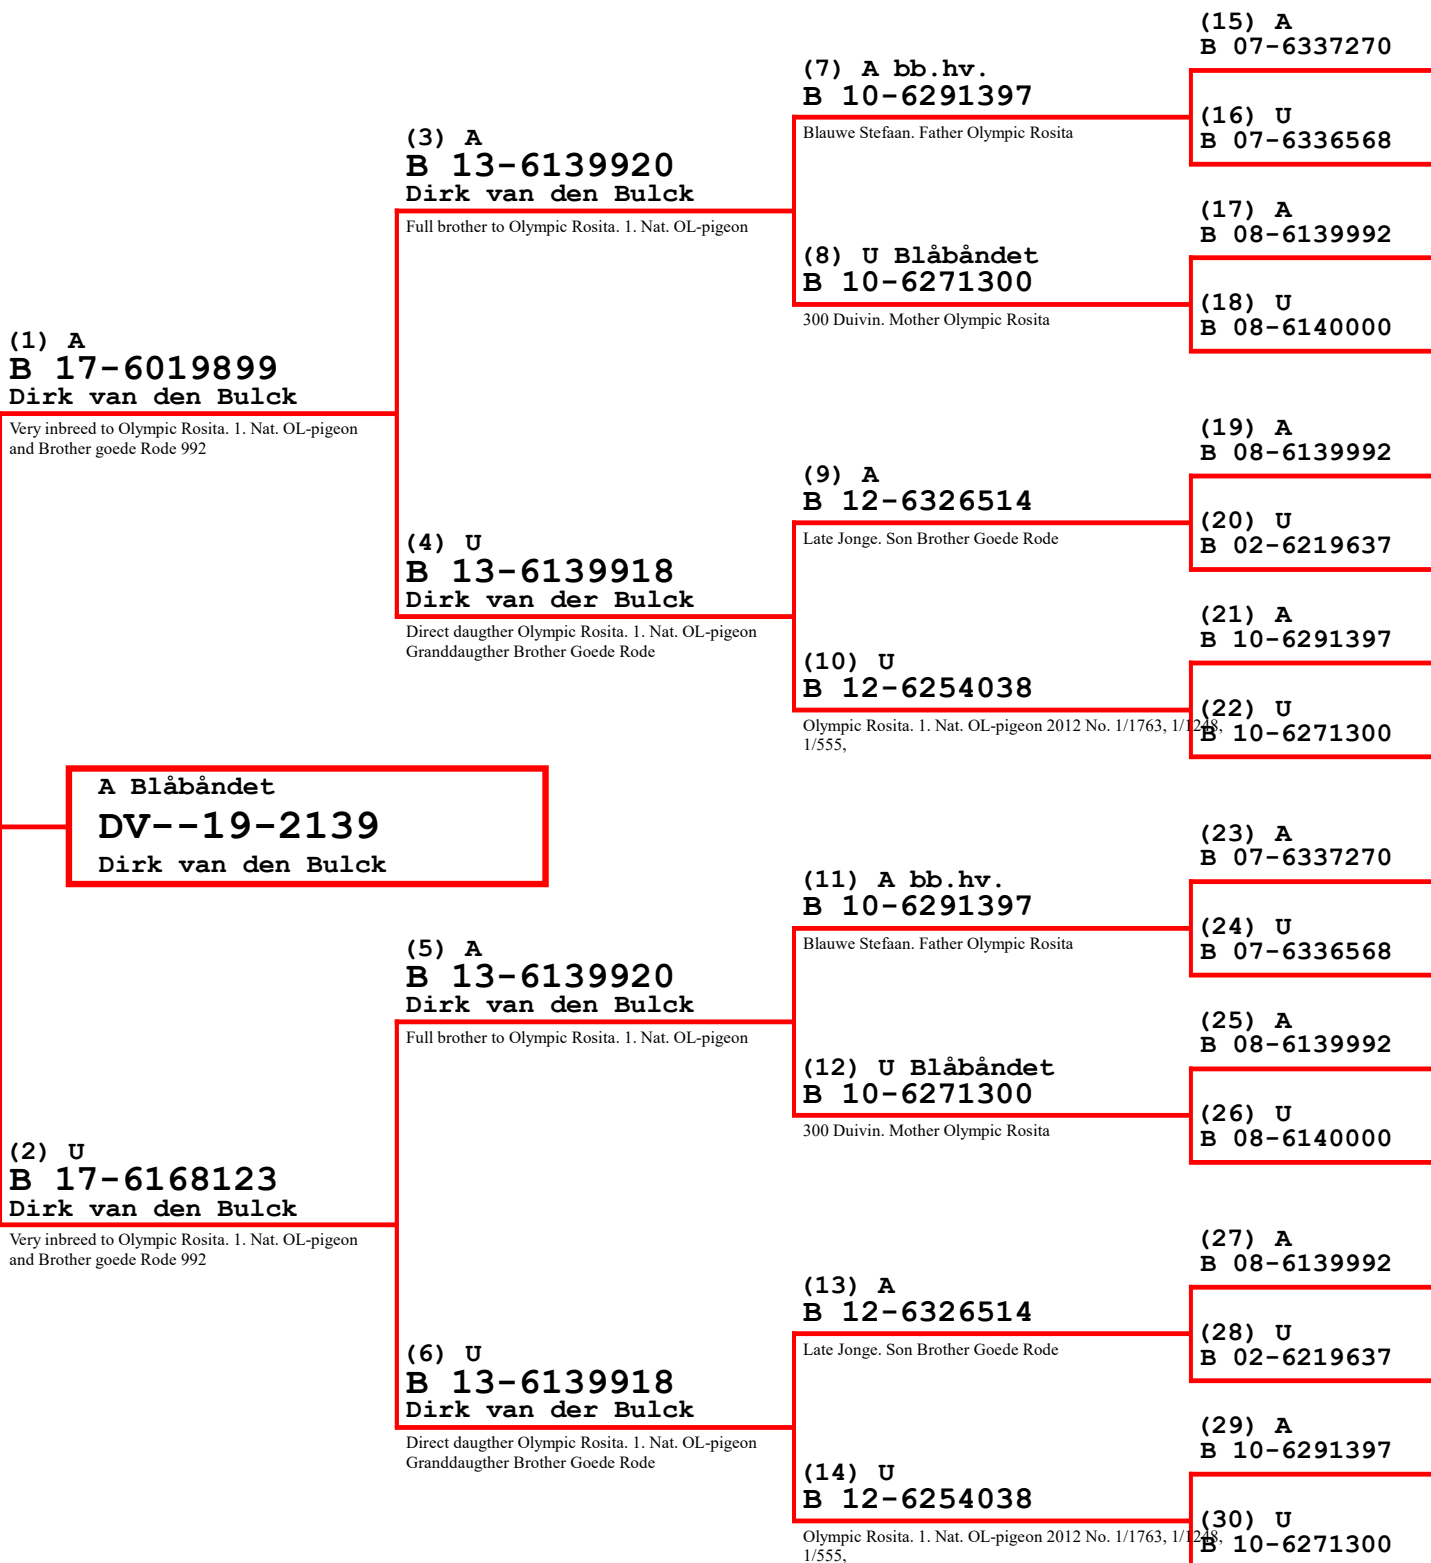 (1) A
B 17-6019899
Dirk van den Bulck
Very inbreed to Olympic Rosita. 1. Nat. OL-pigeon
and Brother goede Rode 992
A Blåbåndet
DV--19-2139
Dirk van den Bulck
(2) U
B 17-6168123
Dirk van den Bulck
Very inbreed to Olympic Rosita. 1. Nat. OL-pigeon
and Brother goede Rode 992
(3) A
B 13-6139920
Dirk van den Bulck
Full brother to Olympic Rosita. 1. Nat. OL-pigeon
(4) U
B 13-6139918
Dirk van der Bulck
Direct daugther Olympic Rosita. 1. Nat. OL-pigeon
Granddaugther Brother Goede Rode
(5) A
B 13-6139920
Dirk van den Bulck
Full brother to Olympic Rosita. 1. Nat. OL-pigeon
(6) U
B 13-6139918
Dirk van der Bulck
Direct daugther Olympic Rosita. 1. Nat. OL-pigeon
Granddaugther Brother Goede Rode
(7) A bb.hv.
B 10-6291397
Blauwe Stefaan. Father Olympic Rosita
(8) U Blåbåndet
B 10-6271300
300 Duivin. Mother Olympic Rosita
(9) A
B 12-6326514
Late Jonge. Son Brother Goede Rode
(10) U
B 12-6254038
Olympic Rosita. 1. Nat. OL-pigeon 2012 No. 1/1763, 1/1248,
1/555,
(11) A bb.hv.
B 10-6291397
Blauwe Stefaan. Father Olympic Rosita
(12) U Blåbåndet
B 10-6271300
300 Duivin. Mother Olympic Rosita
(13) A
B 12-6326514
Late Jonge. Son Brother Goede Rode
(14) U
B 12-6254038
Olympic Rosita. 1. Nat. OL-pigeon 2012 No. 1/1763, 1/1248,
1/555,
(15) A
B 07-6337270
(16) U
B 07-6336568
(17) A
B 08-6139992
(18) U
B 08-6140000
(19) A
B 08-6139992
(20) U
B 02-6219637
(21) A
B 10-6291397
(22) U
B 10-6271300
(23) A
B 07-6337270
(24) U
B 07-6336568
(25) A
B 08-6139992
(26) U
B 08-6140000
(27) A
B 08-6139992
(28) U
B 02-6219637
(29) A
B 10-6291397
(30) U
B 10-6271300